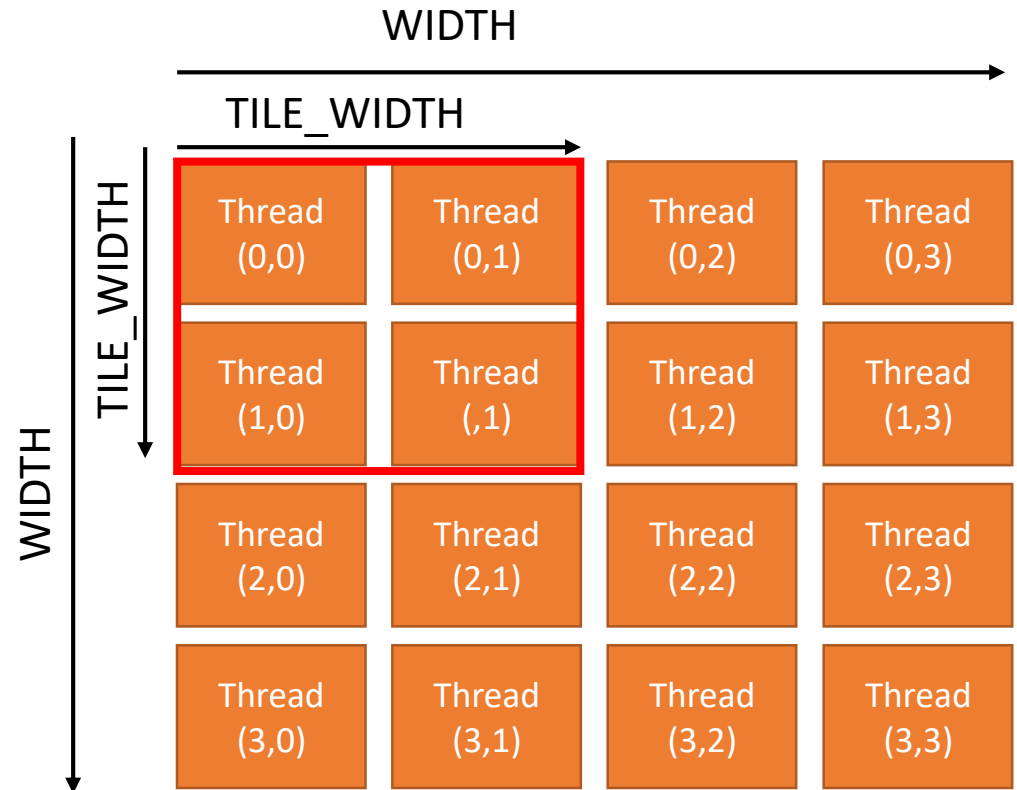 WIDTH
TILE_WIDTH
TILE_WIDTH
WIDTH
Thread
(0,0)
Thread
(0,1)
Thread
(0,2)
Thread
(0,3)
Thread
(1,0)
Thread
(,1)
Thread
(1,2)
Thread
(1,3)
Thread
(2,0)
Thread
(2,1)
Thread
(2,2)
Thread
(2,3)
Thread
(3,0)
Thread
(3,1)
Thread
(3,2)
Thread
(3,3)